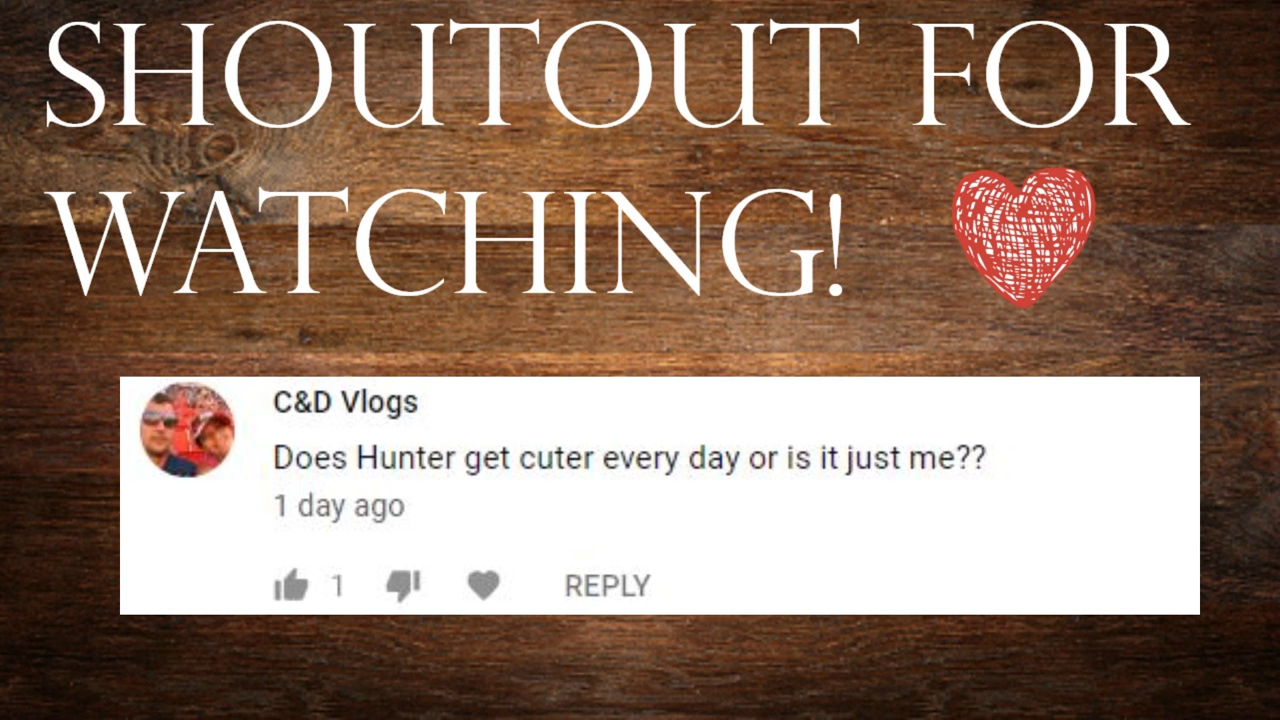 SHOUTOUT FOR
WATCHING!
C&D Vlogs
Does Hunter get cuter every day or is it just me??
1 day ago
1 REPLY